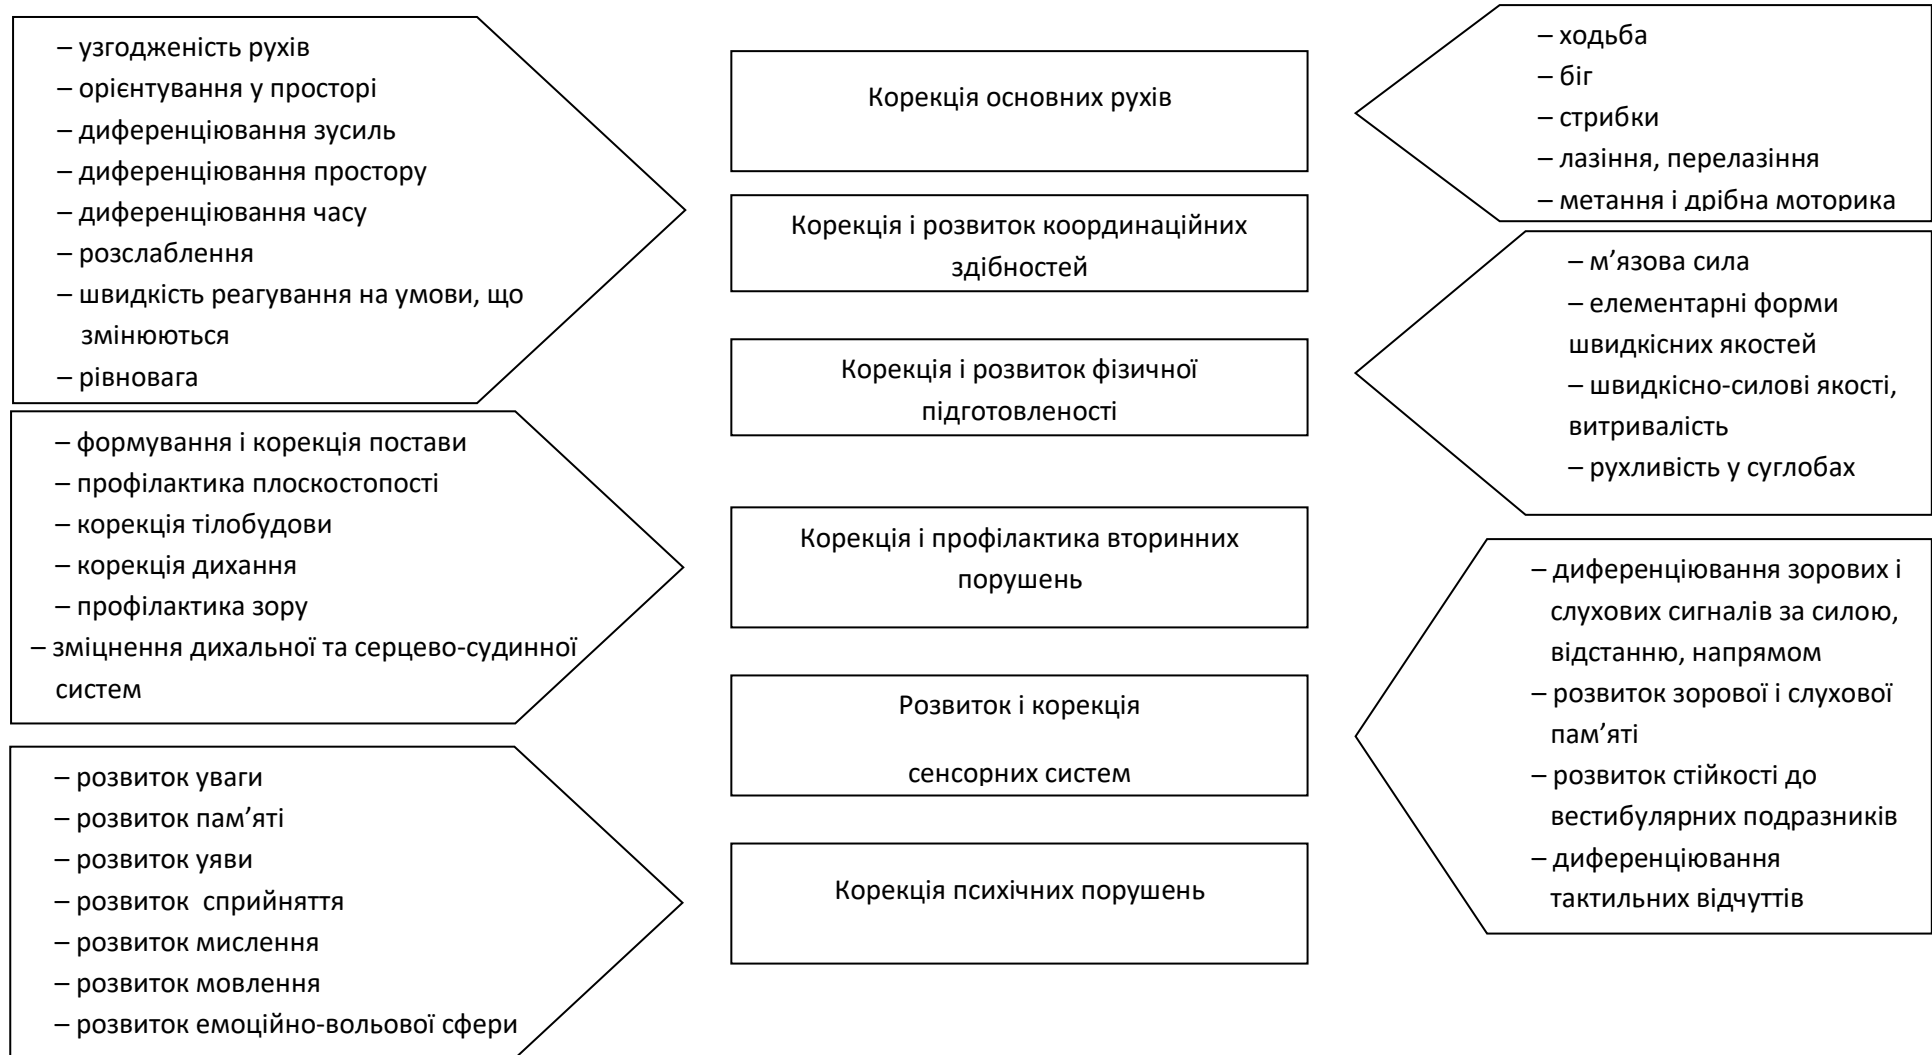 – узгодженість рухів
– орієнтування у просторі
– диференціювання зусиль
– диференціювання простору
– диференціювання часу
– розслаблення
– швидкість реагування на умови, що
змінюються
– рівновага
– формування і корекція постави
– профілактика плоскостопості
– корекція тілобудови
– корекція дихання
– профілактика зору
– зміцнення дихальної та серцево-судинної
систем
– розвиток уваги
– розвиток пам’яті
– розвиток уяви
– розвиток  сприйняття
– розвиток мислення
– розвиток мовлення
– розвиток емоційно-вольової сфери
Корекція основних рухів
Корекція і розвиток координаційних
здібностей
Корекція і розвиток фізичної
підготовленості
Корекція і профілактика вторинних
порушень
Розвиток і корекція
сенсорних систем
Корекція психічних порушень
– ходьба
– біг
– стрибки
– лазіння, перелазіння
– метання і дрібна моторика
– м’язова сила
– елементарні форми
швидкісних якостей
– швидкісно-силові якості,
витривалість
– рухливість у суглобах
– диференціювання зорових і
слухових сигналів за силою,
відстанню, напрямом
– розвиток зорової і слухової
пам’яті
– розвиток стійкості до
вестибулярних подразників
– диференціювання
тактильних відчуттів